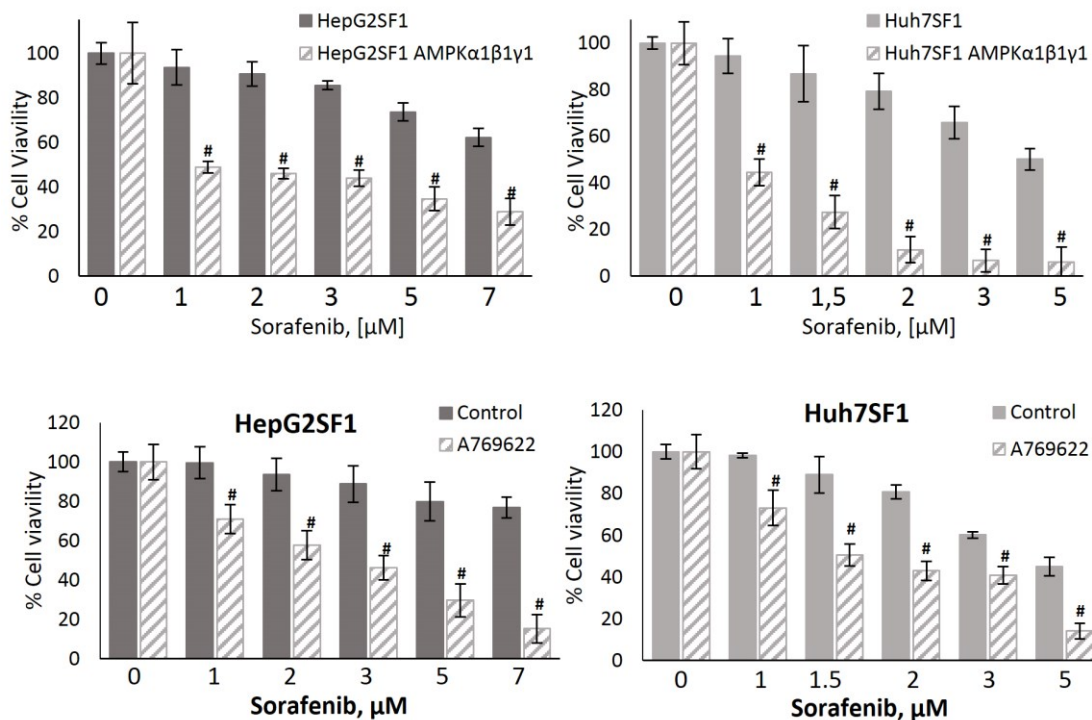 HepG2SF1
HepG2SF1 AMPKα1β1γ1
% Cell Viavility
100
80
60
40
20
0
# # # # #
0 1 2 3 5 7
Sorafenib, [µM]
Huh7SF1
Huh7SF1 AMPKα1β1γ1
% Cell Viavility
100
80
60
40
20
0
# # # # #
0 1 1,5 2 3 5
Sorafenib, [µM]
HepG2SF1
Control
A769622
% Cell viavility
120
100
80
60
40
20
0
# # # # #
0 1 2 3 5 7
Sorafenib, µM
Huh7SF1
Control
A769622
% Cell viavility
120
100
80
60
40
20
0
# # # # #
0 1 1.5 2 3 5
Sorafenib, µM